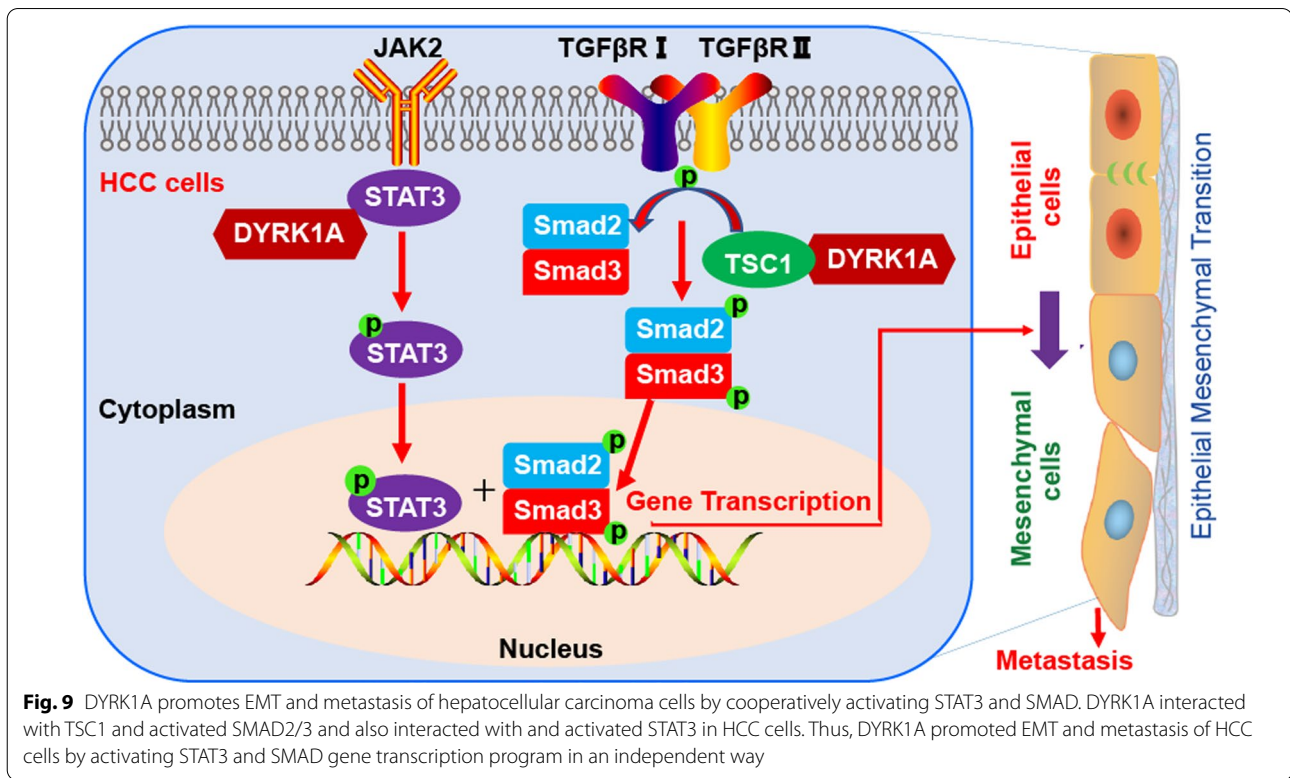 JAK2
TGFβR Ⅰ
TGFβR Ⅱ
HCC cells
STAT3
DYRK1A
p
Smad2
Smad3
TSC1
DYRK1A
p
STAT3
p
Smad2
Smad3
p
Cytoplasm
p
STAT3
+
p
Smad2
Smad3
p
Gene Transcription
Nucleus
Epithelial
cells
Mesenchymal
cells
Epithelial Mesenchymal Transition
Metastasis
Fig. 9 DYRK1A promotes EMT and metastasis of hepatocellular carcinoma cells by cooperatively activating STAT3 and SMAD. DYRK1A interacted
with TSC1 and activated SMAD2/3 and also interacted with and activated STAT3 in HCC cells. Thus, DYRK1A promoted EMT and metastasis of HCC
cells by activating STAT3 and SMAD gene transcription program in an independent way